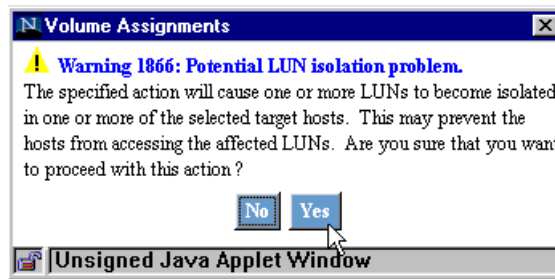 Volume Assignments
Warning 1866: Potential LUN isolation problem.
The specified action will cause one or more LUNs to become isolated
in one or more of the selected target hosts. This may prevent the
hosts from accessing the affected LUNs. Are you sure that you want
to proceed with this action ?
No Yes
Unsigned Java Applet Window